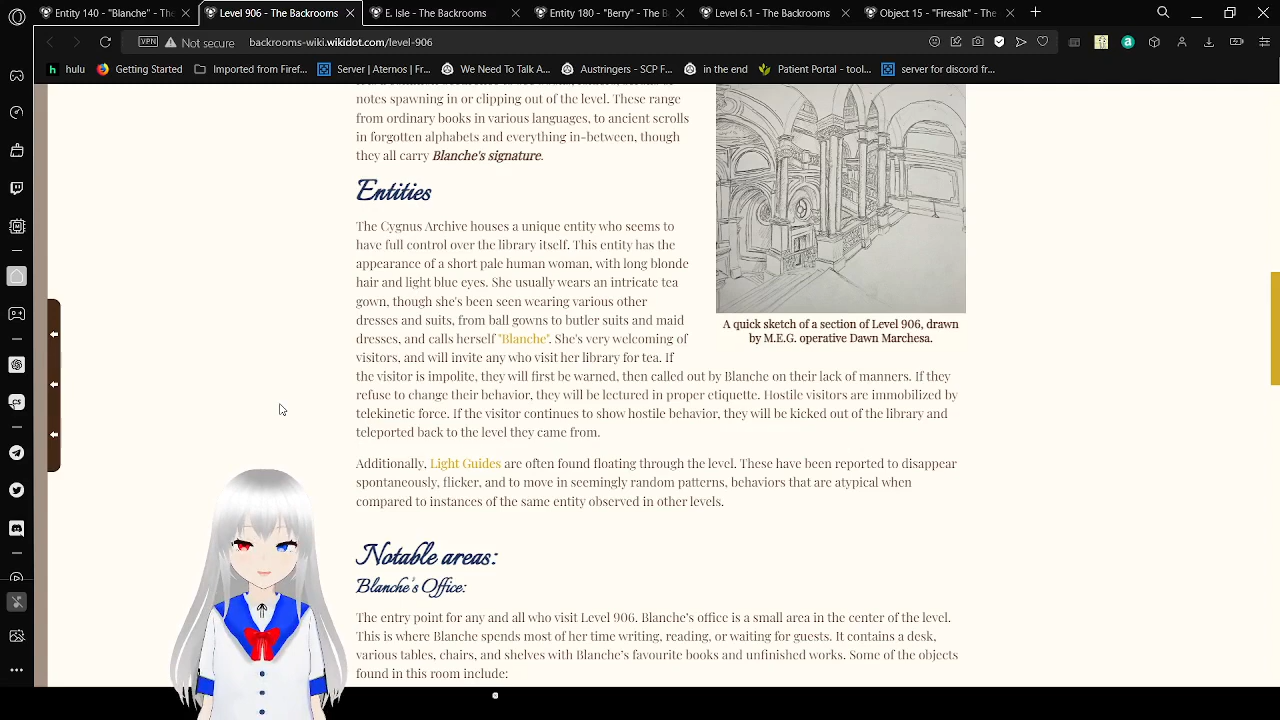 Entity 140 - "Blanche" - The
Level 906 - The Backrooms
E. Isle - The Backrooms
Entity 180 - "Berry" - The B
Level 6.1 - The Backrooms
Object 15 - "Firesalt" - The
VPN
Not secure
backrooms-wiki.wikidot.com/level-906
hulu
Getting Started
Imported from Firef...
Server | Aternos | Fr...
We Need To Talk A...
Austringers - SCP F...
in the end
Patient Portal - tool...
server for discord fr...
notes spawning in or clipping out of the level. These range
from ordinary books in various languages, to ancient scrolls
in forgotten alphabets and everything in-between, though
they all carry Blanche's signature.
Entities
The Cygnus Archive houses a unique entity who seems to
have full control over the library itself. This entity has the
appearance of a short pale human woman, with long blonde
hair and light blue eyes. She usually wears an intricate tea
gown, though she's been seen wearing various other
dresses and suits, from ball gowns to butler suits and maid
dresses, and calls herself "Blanche". She's very welcoming of
visitors, and will invite any who visit her library for tea. If
the visitor is impolite, they will first be warned, then called out by Blanche on their lack of manners. If they
refuse to change their behavior, they will be lectured in proper etiquette. Hostile visitors are immobilized by
telekinetic force. If the visitor continues to show hostile behavior, they will be kicked out of the library and
teleported back to the level they came from.
A quick sketch of a section of Level 906, drawn
by M.E.G. operative Dawn Marchesa.
Additionally, Light Guides are often found floating through the level. These have been reported to disappear
spontaneously, flicker, and to move in seemingly random patterns, behaviors that are atypical when
compared to instances of the same entity observed in other levels.
Notable areas:
Blanche's Office:
The entry point for any and all who visit Level 906. Blanche's office is a small area in the center of the level.
This is where Blanche spends most of her time writing, reading, or waiting for guests. It contains a desk,
various tables, chairs, and shelves with Blanche's favourite books and unfinished works. Some of the objects
found in this room include: